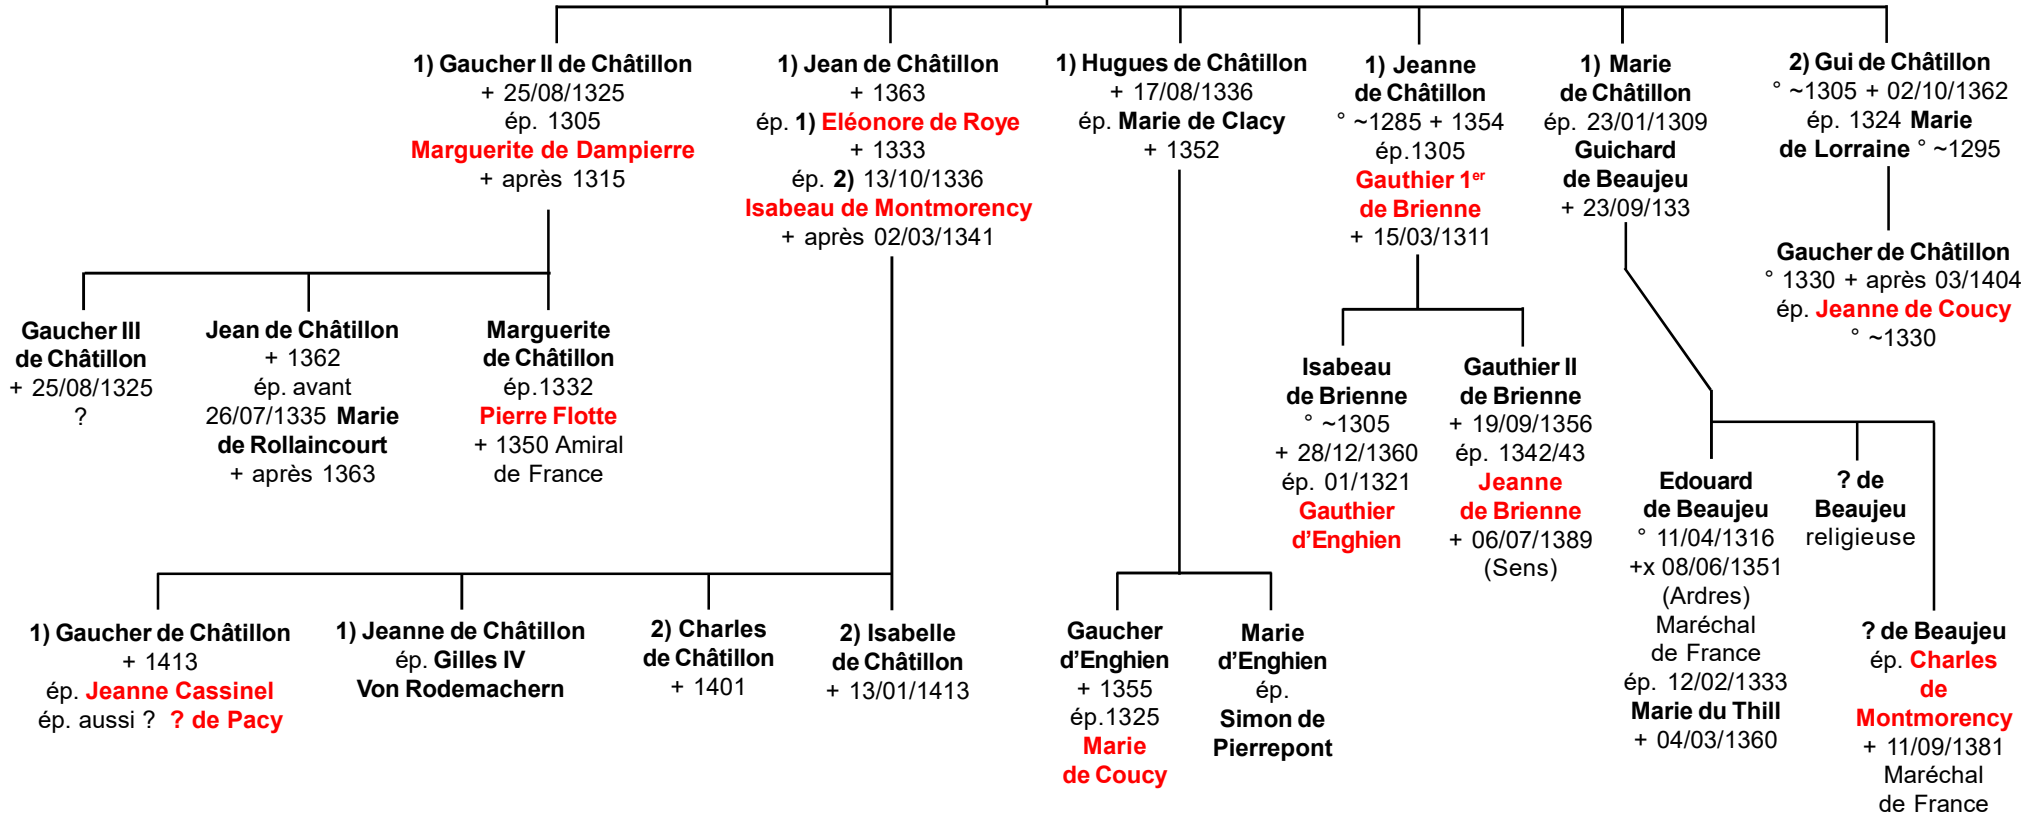 1) Gaucher II de Châtillon
+ 25/08/1325
ép. 1305
Marguerite de Dampierre
+ après 1315
1) Jean de Châtillon
+ 1363
ép. 1) Eléonore de Roye
+ 1333
ép. 2) 13/10/1336
Isabeau de Montmorency
+ après 02/03/1341
1) Hugues de Châtillon
+ 17/08/1336
ép. Marie de Clacy
+ 1352
1) Jeanne
de Châtillon
° ~1285 + 1354
ép.1305
Gauthier 1er
de Brienne
+ 15/03/1311
1) Marie
de Châtillon
ép. 23/01/1309
Guichard
de Beaujeu
+ 23/09/133
2) Gui de Châtillon
° ~1305 + 02/10/1362
ép. 1324 Marie
de Lorraine ° ~1295
Gaucher de Châtillon
° 1330 + après 03/1404
ép. Jeanne de Coucy
° ~1330
Gaucher III
de Châtillon
+ 25/08/1325
?
Jean de Châtillon
+ 1362
ép. avant
26/07/1335 Marie
de Rollaincourt
+ après 1363
Marguerite
de Châtillon
ép.1332
Pierre Flotte
+ 1350 Amiral
de France
Isabeau
de Brienne
° ~1305
+ 28/12/1360
ép. 01/1321
Gauthier
d’Enghien
Gauthier II
de Brienne
+ 19/09/1356
ép. 1342/43
Jeanne
de Brienne
+ 06/07/1389
(Sens)
Edouard
de Beaujeu
° 11/04/1316
+x 08/06/1351
(Ardres)
Maréchal
de France
ép. 12/02/1333
Marie du Thill
+ 04/03/1360
? de
Beaujeu
religieuse
? de Beaujeu
ép. Charles
de
Montmorency
+ 11/09/1381
Maréchal
de France
1) Gaucher de Châtillon
+ 1413
ép. Jeanne Cassinel
ép. aussi ? ? de Pacy
1) Jeanne de Châtillon
ép. Gilles IV
Von Rodemachern
2) Charles
de Châtillon
+ 1401
2) Isabelle
de Châtillon
+ 13/01/1413
Gaucher
d’Enghien
+ 1355
ép.1325
Marie
de Coucy
Marie
d’Enghien
ép.
Simon de
Pierrepont